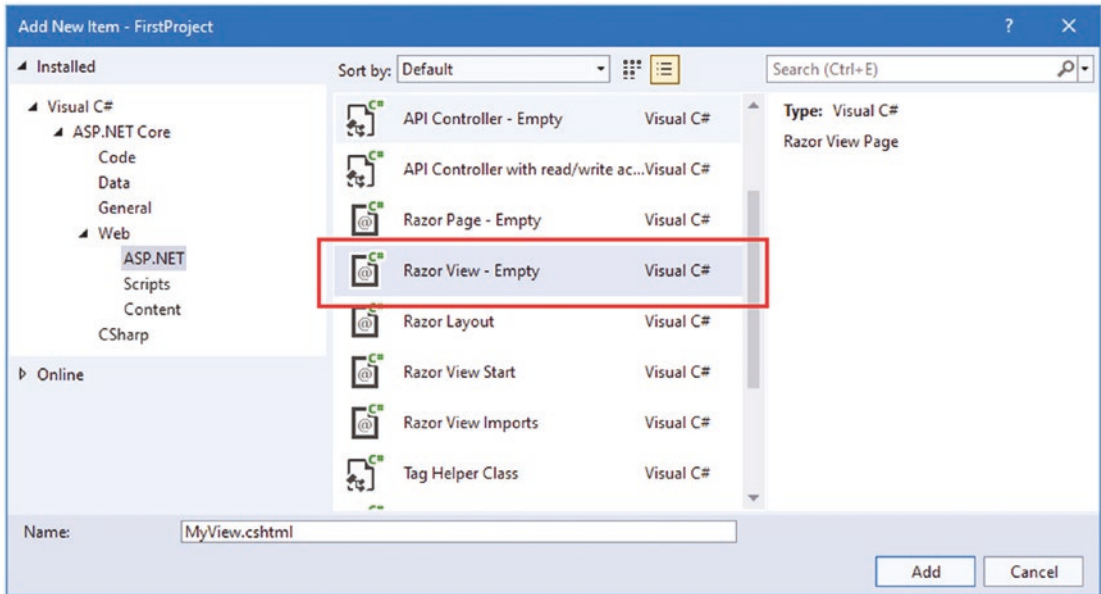 Add New Item - FirstProject ? ×
Installed
Sort by: Default
Search (Ctrl+E)
Visual C#
ASP.NET Core
Code
Data
General
Web
ASP.NET
Scripts
Content
CSharp
Online
C# API Controller - Empty Visual C#
C# API Controller with read/write ac...Visual C#
C# Razor Page - Empty Visual C#
C# Razor View - Empty Visual C#
C# Razor Layout Visual C#
C# Razor View Start Visual C#
C# Razor View Imports Visual C#
C# Tag Helper Class Visual C#
Type: Visual C#
Razor View Page
Name: MyView.cshtml
Add Cancel